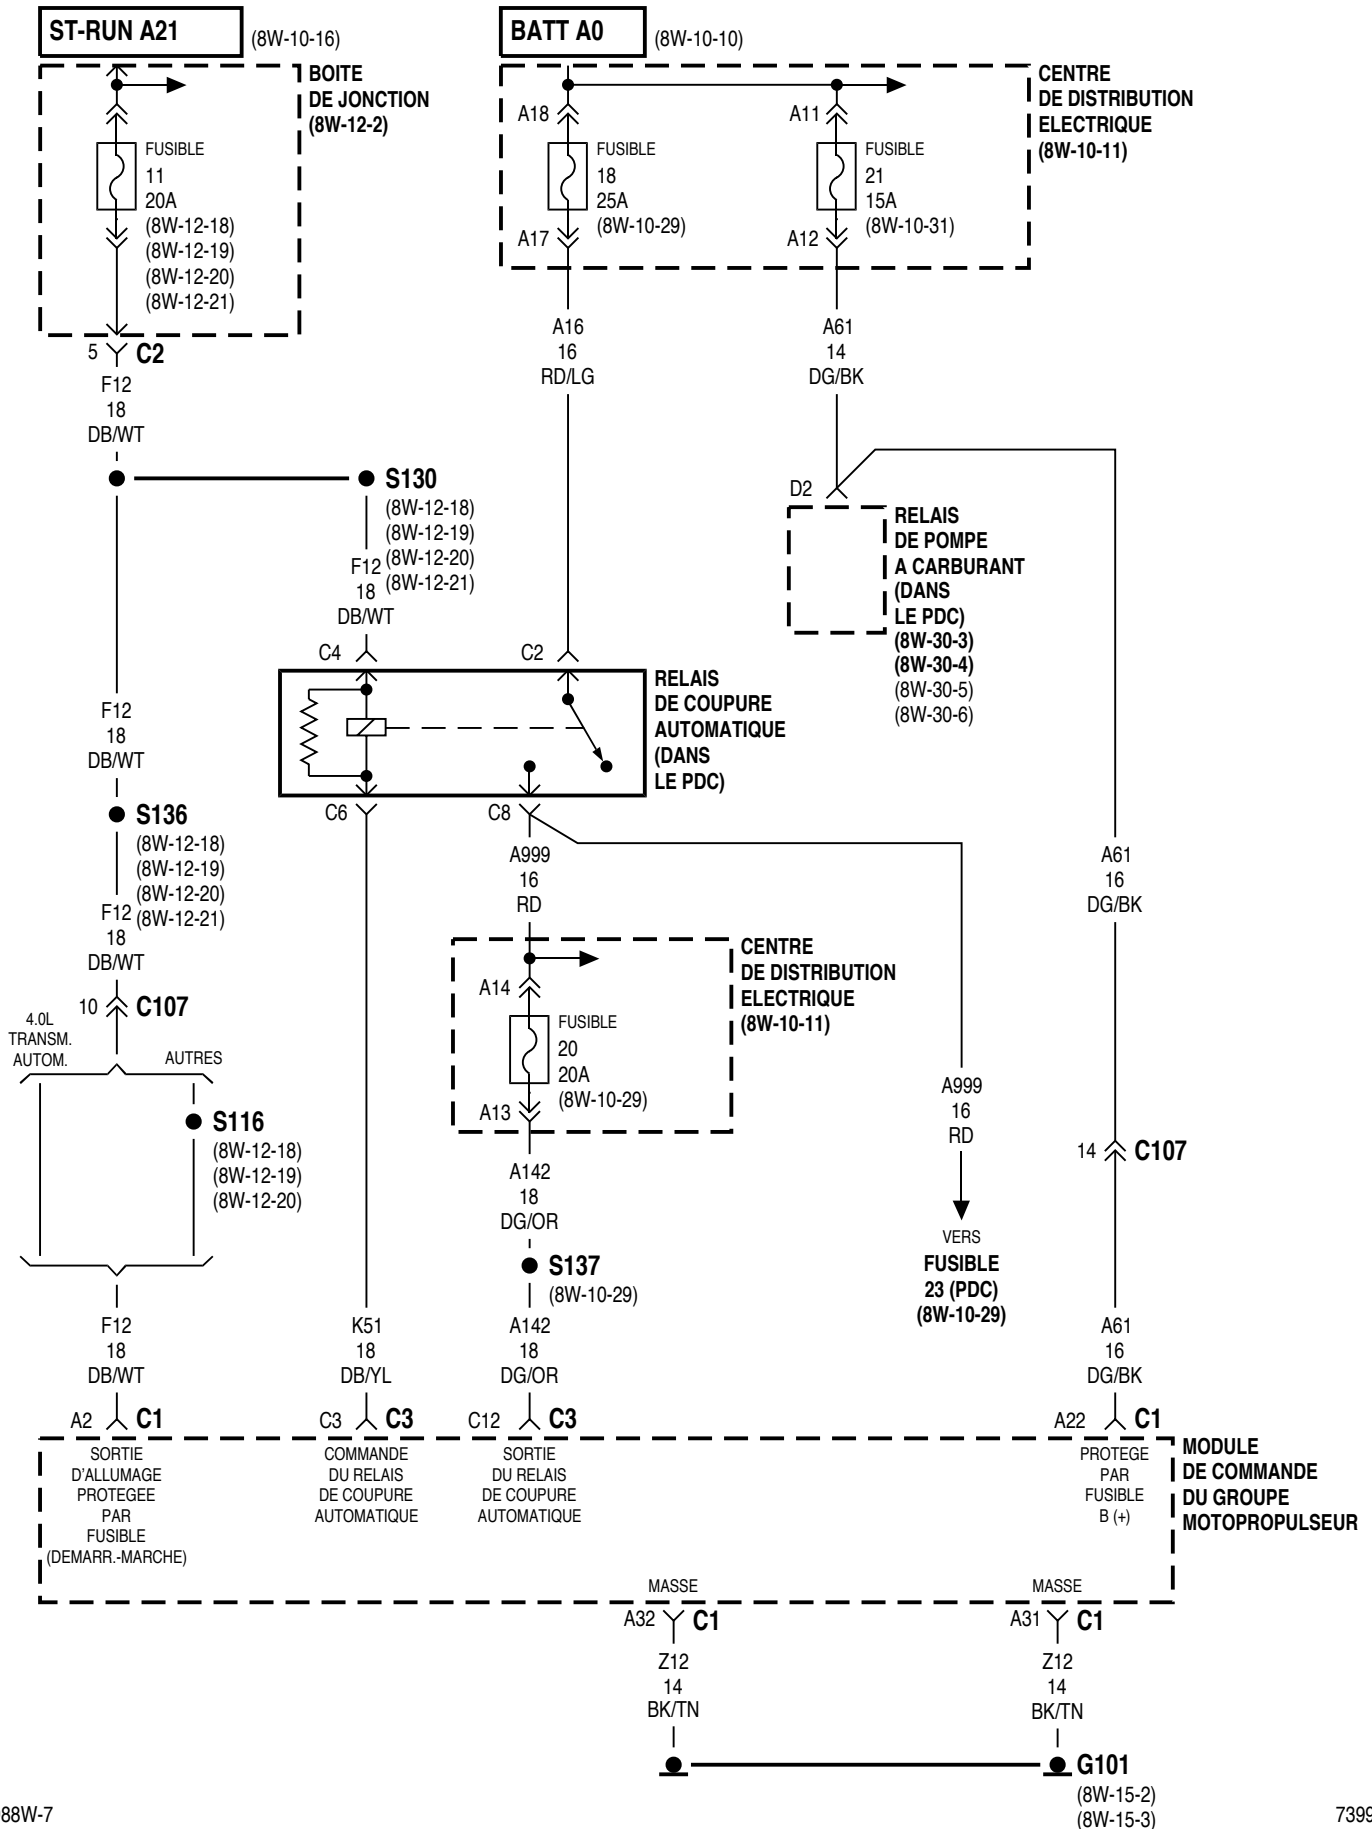 ST-RUN A21
(8W-10-16)
BATT A0
(8W-10-10)
BOITE
DE JONCTION
(8W-12-2)
FUSIBLE
11
20A
(8W-12-18)
(8W-12-19)
(8W-12-20)
(8W-12-21)
5
C2
F12
18
DB/WT
CENTRE
DE DISTRIBUTION
ELECTRIQUE
(8W-10-11)
A18
FUSIBLE
18
25A
(8W-10-29)
A17
A11
FUSIBLE
21
15A
(8W-10-31)
A12
A16
16
RD/LG
A61
14
DG/BK
S130
(8W-12-18)
(8W-12-19)
(8W-12-20)
(8W-12-21)
F12
18
DB/WT
D2
RELAIS
DE POMPE
A CARBURANT
(DANS
LE PDC)
(8W-30-3)
(8W-30-4)
(8W-30-5)
(8W-30-6)
C4
C2
RELAIS
DE COUPURE
AUTOMATIQUE
(DANS
LE PDC)
C6
C8
F12
18
DB/WT
S136
(8W-12-18)
(8W-12-19)
(8W-12-20)
(8W-12-21)
F12
18
DB/WT
10
C107
4.0L
TRANSM.
AUTOM.
AUTRES
S116
(8W-12-18)
(8W-12-19)
(8W-12-20)
A999
16
RD
CENTRE
DE DISTRIBUTION
ELECTRIQUE
(8W-10-11)
A14
FUSIBLE
20
20A
(8W-10-29)
A13
A142
18
DG/OR
S137
(8W-10-29)
A999
16
RD
VERS
FUSIBLE
23 (PDC)
(8W-10-29)
A61
16
DG/BK
14
C107
F12
18
DB/WT
K51
18
DB/YL
A142
18
DG/OR
A61
16
DG/BK
A2
C1
C3
C3
C12
C3
A22
C1
SORTIE
D'ALLUMAGE
PROTEGEE
PAR
FUSIBLE
(DEMARR.-MARCHE)
COMMANDE
DU RELAIS
DE COUPURE
AUTOMATIQUE
SORTIE
DU RELAIS
DE COUPURE
AUTOMATIQUE
PROTEGE
PAR
FUSIBLE
B (+)
MODULE
DE COMMANDE
DU GROUPE
MOTOPROPULSEUR
MASSE
MASSE
A32
C1
A31
C1
Z12
14
BK/TN
Z12
14
BK/TN
G101
(8W-15-2)
(8W-15-3)
88W-7
7399